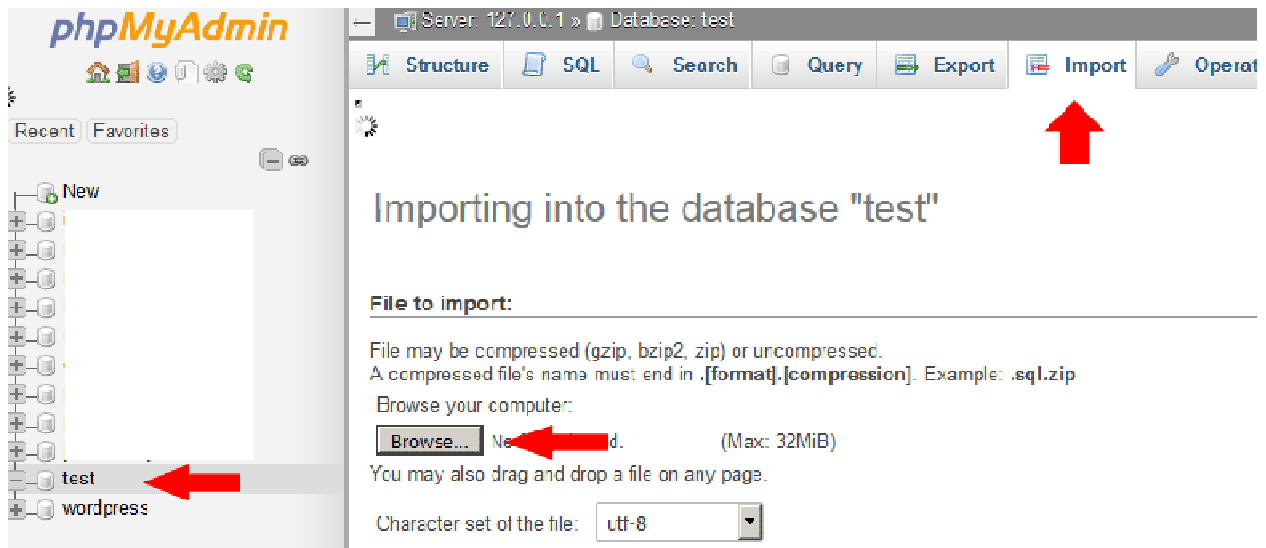 phpMyAdmin
Recent Favorites
New
test
wordpress
Server: 127.0.0.1 » Database: test
Structure SQL Search Query Export Import Operat
Importing into the database "test"
File to import:
File may be compressed (gzip, bzip2, zip) or uncompressed.
A compressed file's name must end in .[format].[compression]. Example: .sql.zip
Browse your computer:
Browse... (Max: 32MiB)
You may also drag and drop a file on any page.
Character set of the file: utf-8